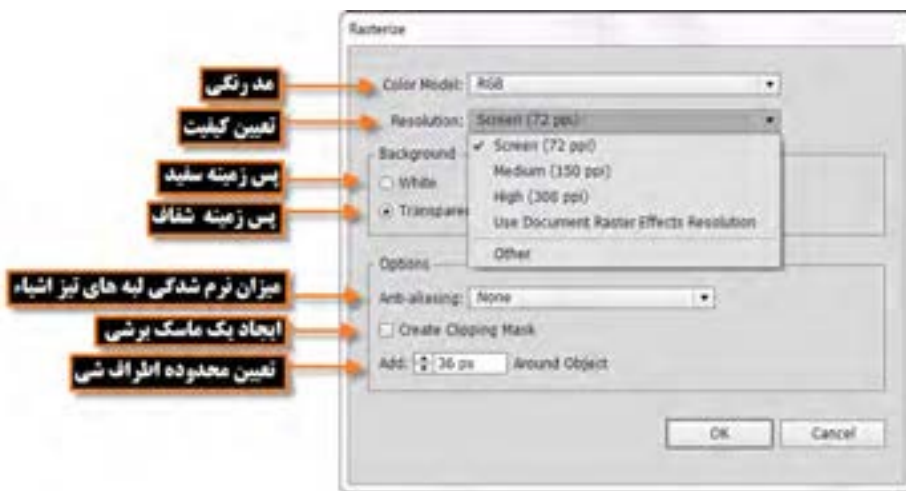 Rasterize
مد رنگی
Color Model: RGB
تعیین کیفیت
Resolution: Screen (72 ppi)
Screen (72 ppi)
Medium (150 ppi)
High (300 ppi)
Use Document Raster Effects Resolution
Other
Background
پس زمینه سفید
White
پس زمینه شفاف
Transpare
Options
میزان نرم شدگی لبه های تیز اشیاء
Anti-aliasing: None
ایجاد یک ماسک برشی
Create Clipping Mask
تعیین محدوده اطراف شی
Add: 36 px Around Object
OK Cancel